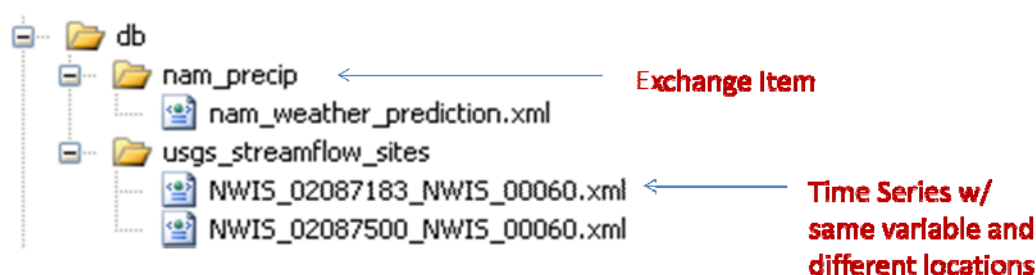 db
nam_precip
Exchange Item
nam_weather_prediction.xml
usgs_streamflow_sites
NWIS_02087183_NWIS_00060.xml
NWIS_02087500_NWIS_00060.xml
Time Series w/
same variable and
different locations